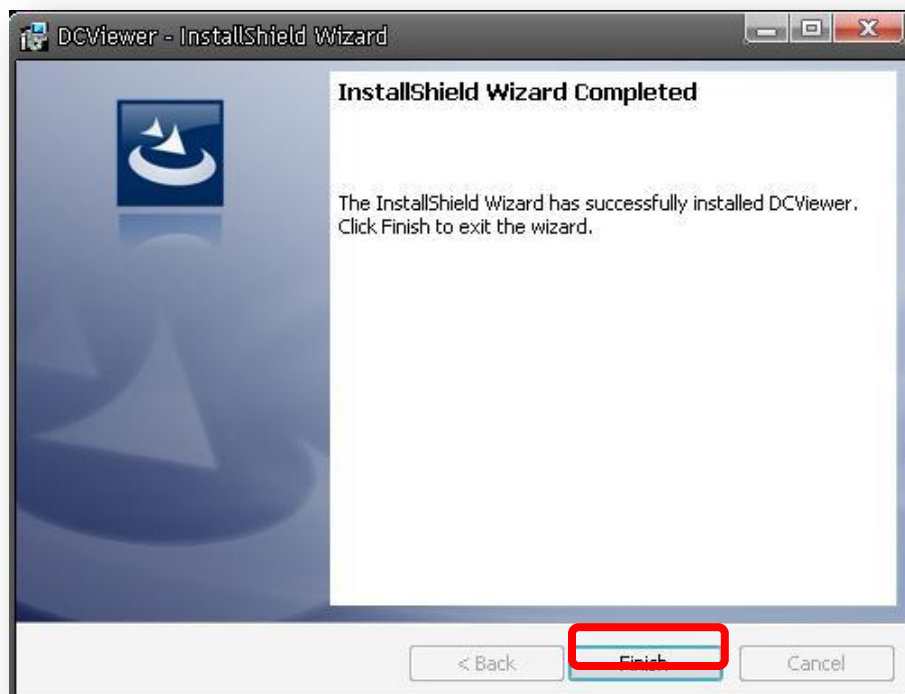 DCViewer - InstallShield Wizard
InstallShield Wizard Completed
The InstallShield Wizard has successfully installed DCViewer.
Click Finish to exit the wizard.
< Back
Finish
Cancel